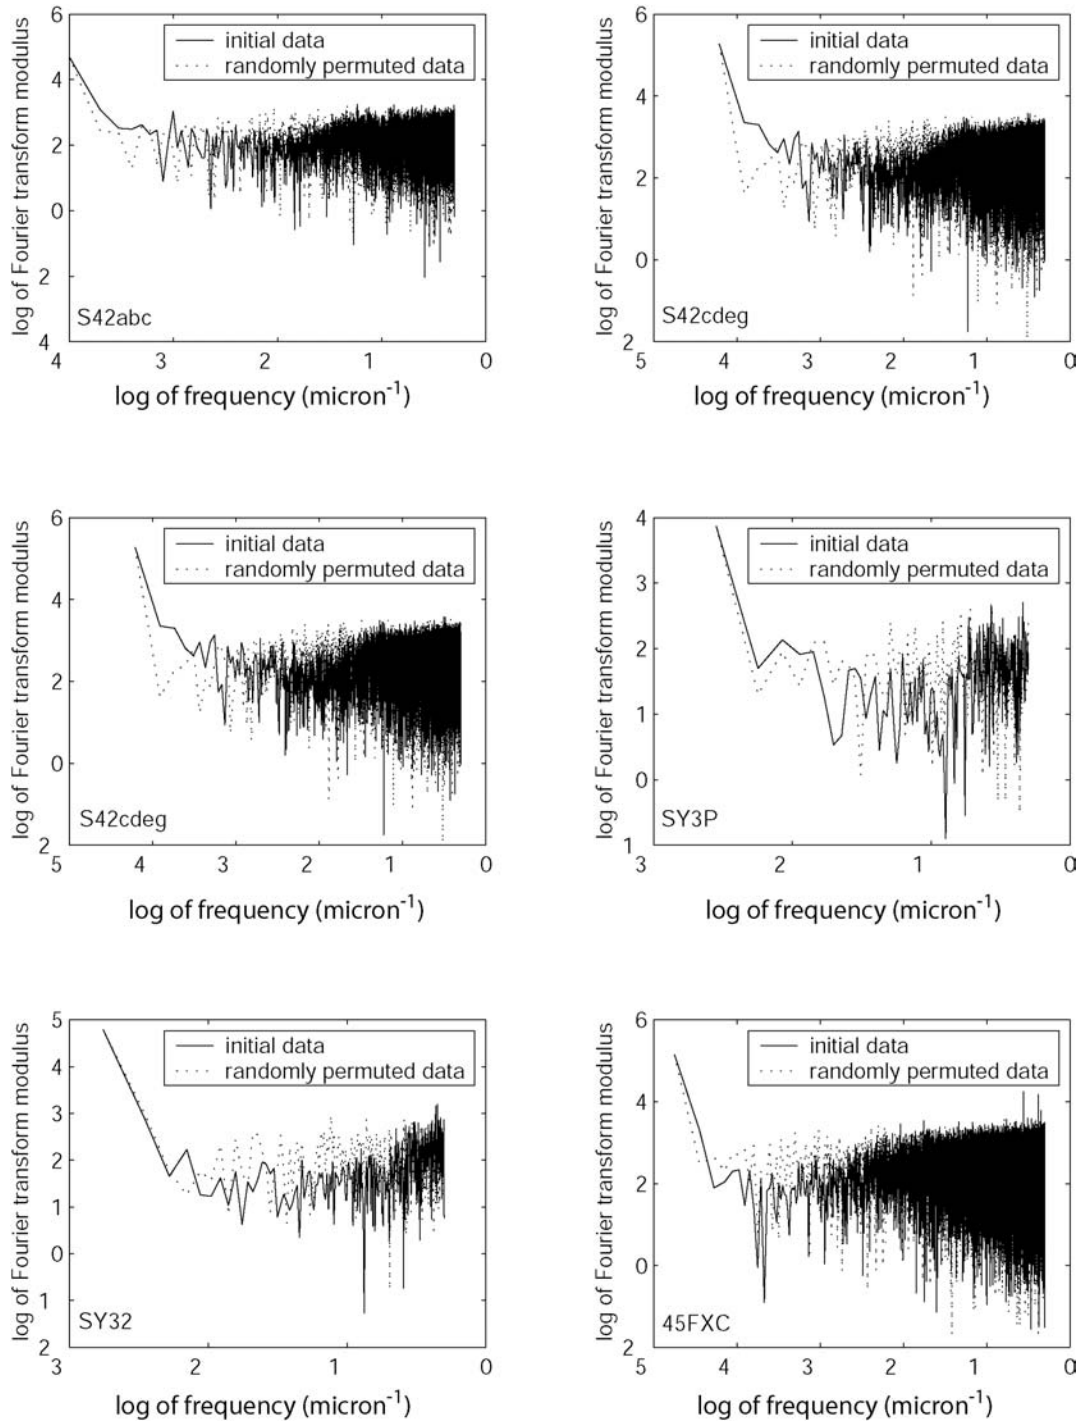 log of Fourier transform modulus
6
4
2
0
2
4
initial data
randomly permuted data
S42abc
4 3 2 1 0
log of frequency (micron-1)
log of Fourier transform modulus
6
4
2
0
2
initial data
randomly permuted data
S42cdeg
5 4 3 2 1 0
log of frequency (micron-1)
log of Fourier transform modulus
6
4
2
0
2
initial data
randomly permuted data
S42cdeg
5 4 3 2 1 0
log of frequency (micron-1)
log of Fourier transform modulus
4
3
2
1
0
1
initial data
randomly permuted data
SY3P
3 2 1 0
log of frequency (micron-1)
log of Fourier transform modulus
5
4
3
2
1
0
1
2
initial data
randomly permuted data
SY32
3 2 1 0
log of frequency (micron-1)
log of Fourier transform modulus
6
4
2
0
2
initial data
randomly permuted data
45FXC
5 4 3 2 1 0
log of frequency (micron-1)